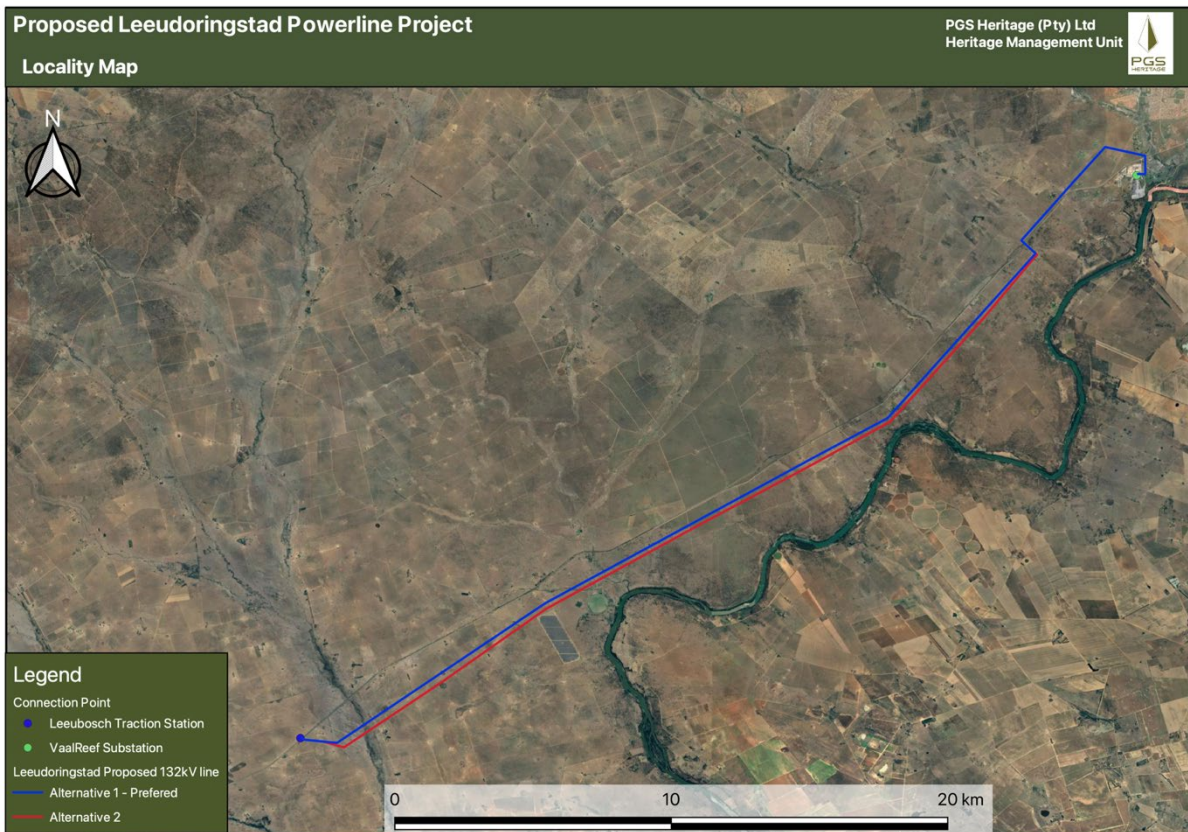 Proposed Leeudoringstad Powerline Project
PGS Heritage (Pty) Ltd
Heritage Management Unit
PGS
HERITAGE
Locality Map
N
Legend
Connection Point
Leeubosch Traction Station
VaalReef Substation
Leeudoringstad Proposed 132kV line
Alternative 1 - Prefered
Alternative 2
0 10 20 km